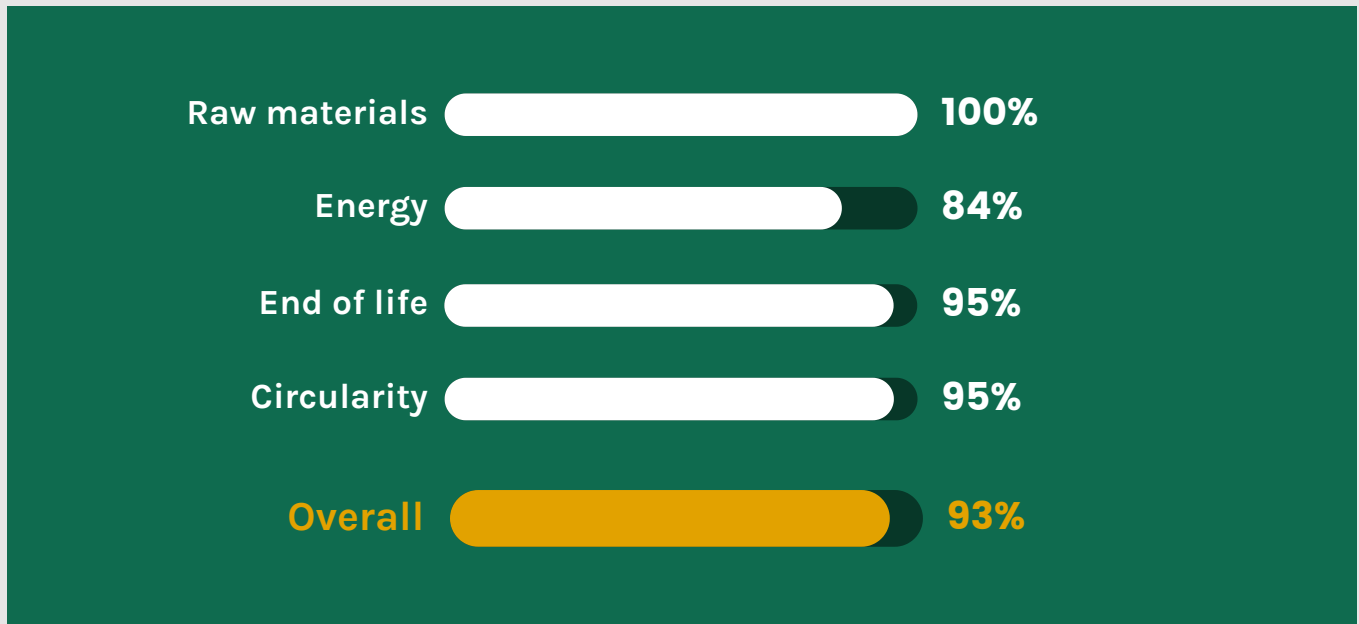 Raw materials 100%
Energy 84%
End of life 95%
Circularity 95%
Overall 93%